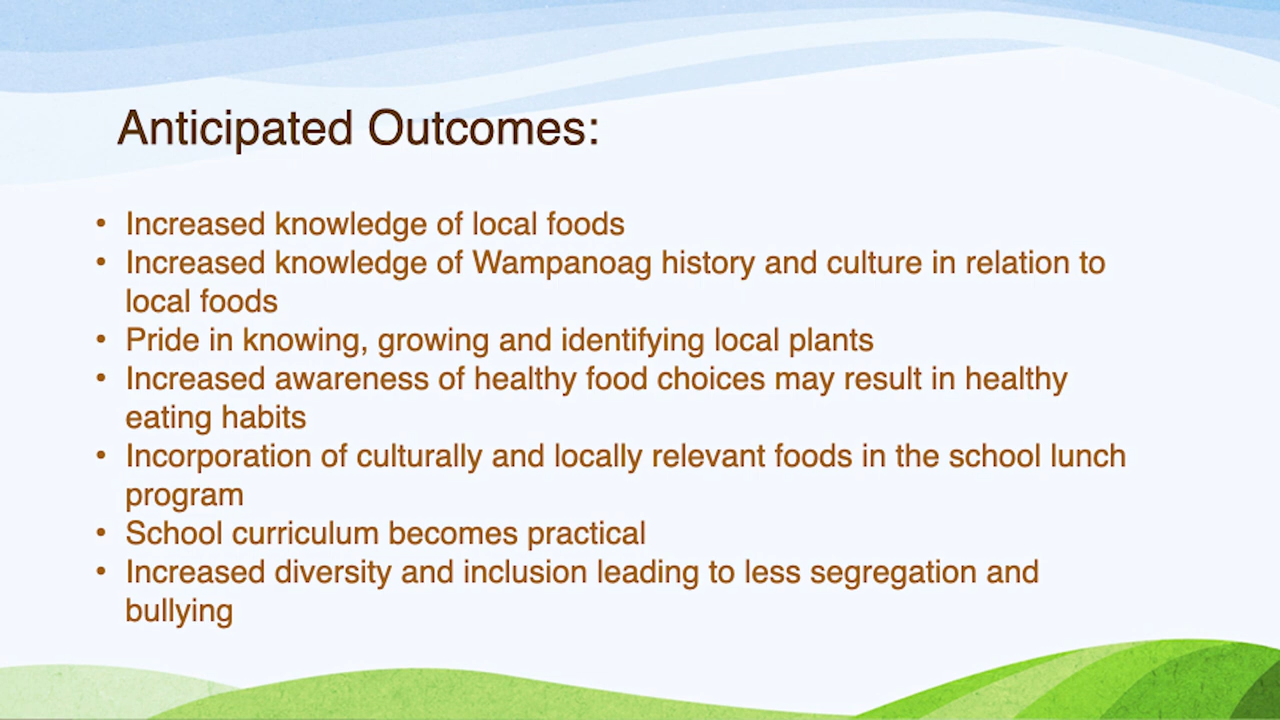 Anticipated Outcomes:
• Increased knowledge of local foods
• Increased knowledge of Wampanoag history and culture in relation to
local foods
• Pride in knowing, growing and identifying local plants
• Increased awareness of healthy food choices may result in healthy
eating habits
• Incorporation of culturally and locally relevant foods in the school lunch
program
• School curriculum becomes practical
• Increased diversity and inclusion leading to less segregation and
bullying